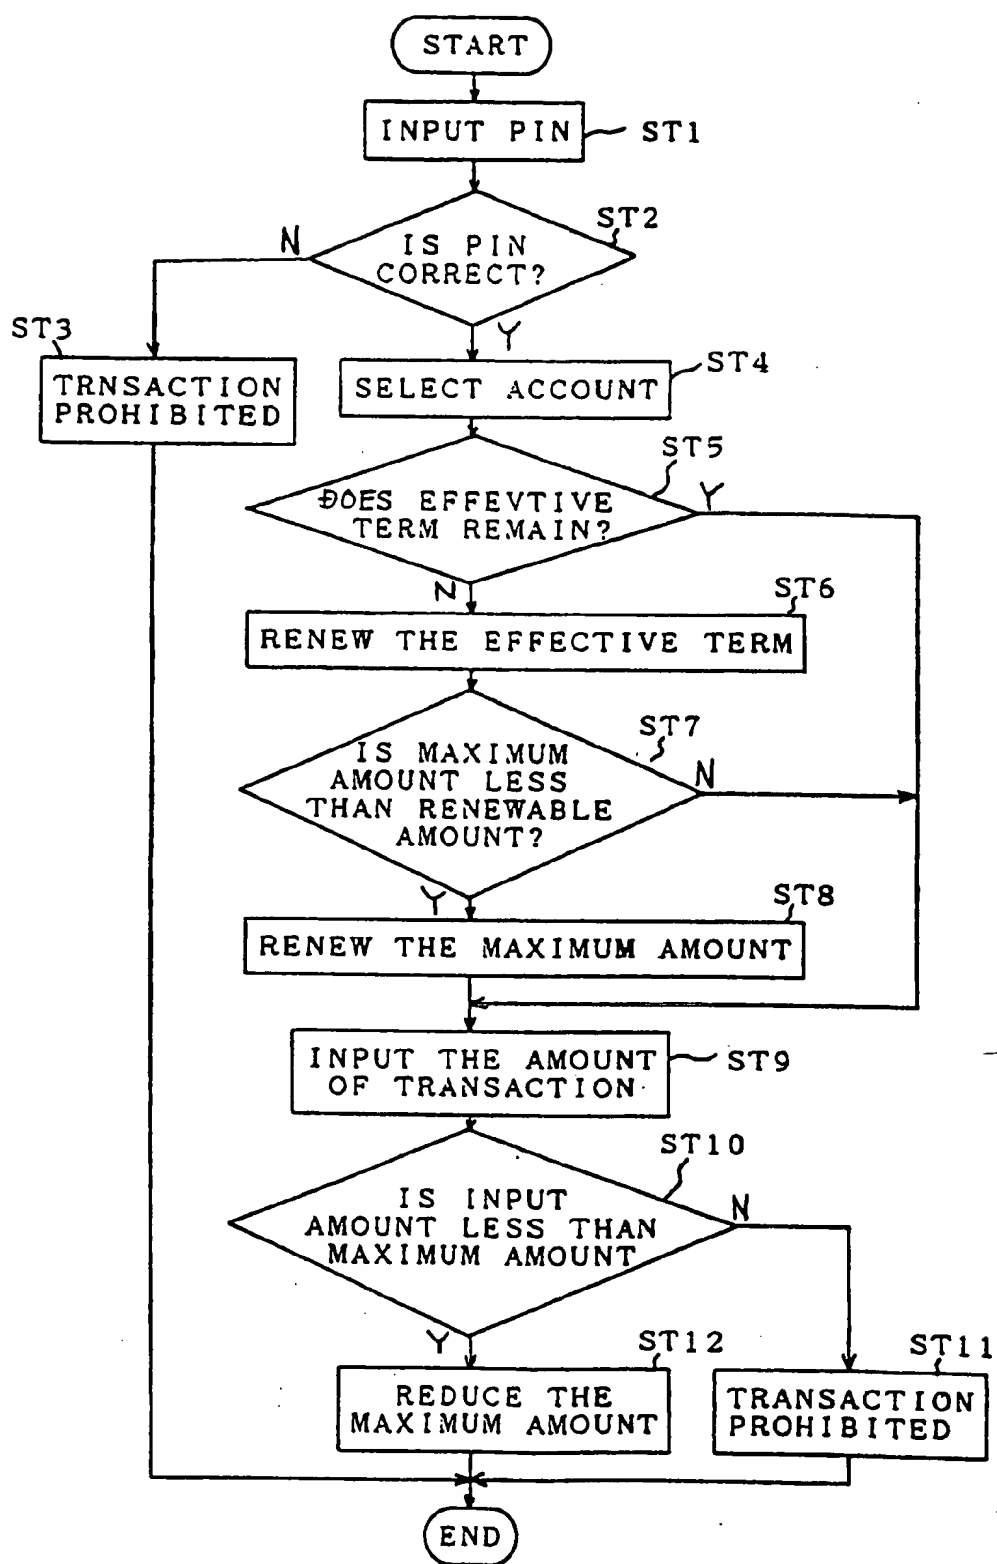 START
INPUT PIN
ST1
ST2
N
IS PIN
CORRECT?
Y
ST3
TRNSACTION
PROHIBITED
ST4
SELECT ACCOUNT
ST5
DOES EFFEVTIVE
TERM REMAIN?
Y
N
ST6
RENEW THE EFFECTIVE TERM
ST7
IS MAXIMUM
AMOUNT LESS
THAN RENEWABLE
AMOUNT?
N
Y
ST8
RENEW THE MAXIMUM AMOUNT
INPUT THE AMOUNT
OF TRANSACTION
ST9
ST10
IS INPUT
AMOUNT LESS THAN
MAXIMUM AMOUNT
N
Y
ST12
REDUCE THE
MAXIMUM AMOUNT
ST11
TRANSACTION
PROHIBITED
END